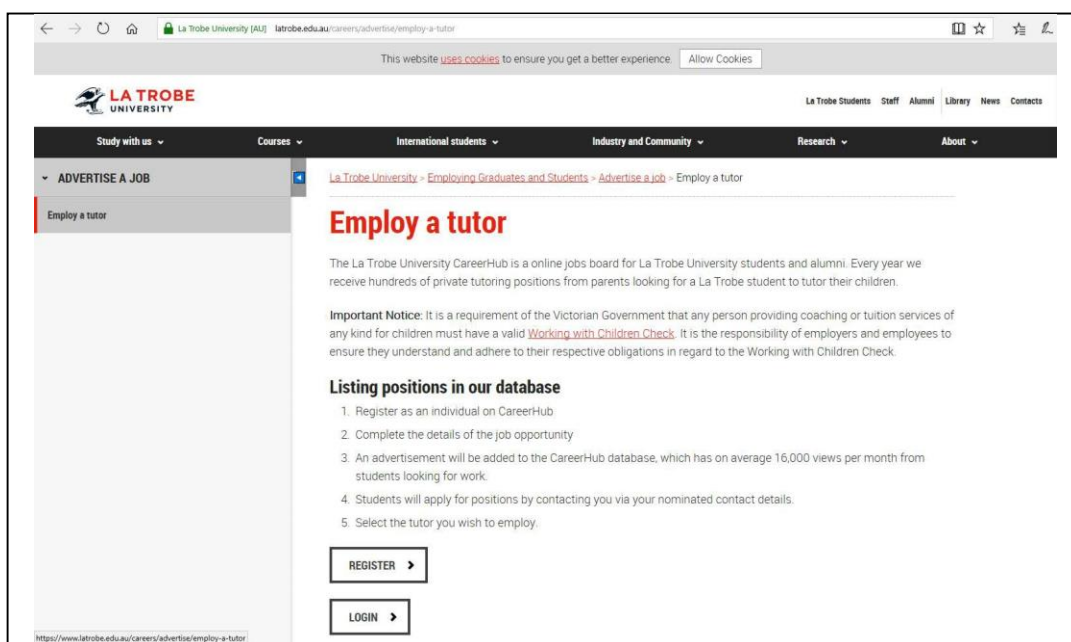 La Trobe University [AU] latrobe.edu.au/careers/advertise/employ-a-tutor
This website uses cookies to ensure you get a better experience. Allow Cookies
LA TROBE
UNIVERSITY
La Trobe Students Staff Alumni Library News Contacts
Study with us Courses International students Industry and Community Research About
ADVERTISE A JOB
Employ a tutor
La Trobe University > Employing Graduates and Students > Advertise a job > Employ a tutor
Employ a tutor
The La Trobe University CareerHub is a online jobs board for La Trobe University students and alumni. Every year we
receive hundreds of private tutoring positions from parents looking for a La Trobe student to tutor their children.
Important Notice: It is a requirement of the Victorian Government that any person providing coaching or tuition services of
any kind for children must have a valid Working with Children Check. It is the responsibility of employers and employees to
ensure they understand and adhere to their respective obligations in regard to the Working with Children Check.
Listing positions in our database
1. Register as an individual on CareerHub
2. Complete the details of the job opportunity
3. An advertisement will be added to the CareerHub database, which has on average 16,000 views per month from
students looking for work.
4. Students will apply for positions by contacting you via your nominated contact details.
5. Select the tutor you wish to employ.
REGISTER >
LOGIN >
https://www.latrobe.edu.au/careers/advertise/employ-a-tutor